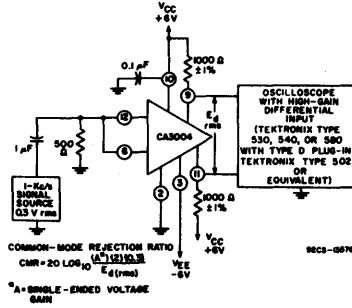 VCC
+6V
0.1 µF
1000 Ω
±1%
10
9
12
6
CA3004
Ed
rms
OSCILLOSCOPE
WITH HIGH-GAIN
DIFFERENTIAL
INPUT
(TEKTRONIX TYPE
530, 540, OR 580
WITH TYPE D PLUG-IN
TEKTRONIX TYPE 502
OR
EQUIVALENT)
1 µF
500
Ω
2
3
11
1-Kc/s
SIGNAL
SOURCE
0.3 V rms
1000 Ω
±1%
VEE
-6V
VCC
+6V
COMMON-MODE REJECTION RATIO
CMR = 20 LOG10 (A*)(2)(0.3)
Ed (rms)
*A = SINGLE-ENDED VOLTAGE
GAIN
92CS-13576